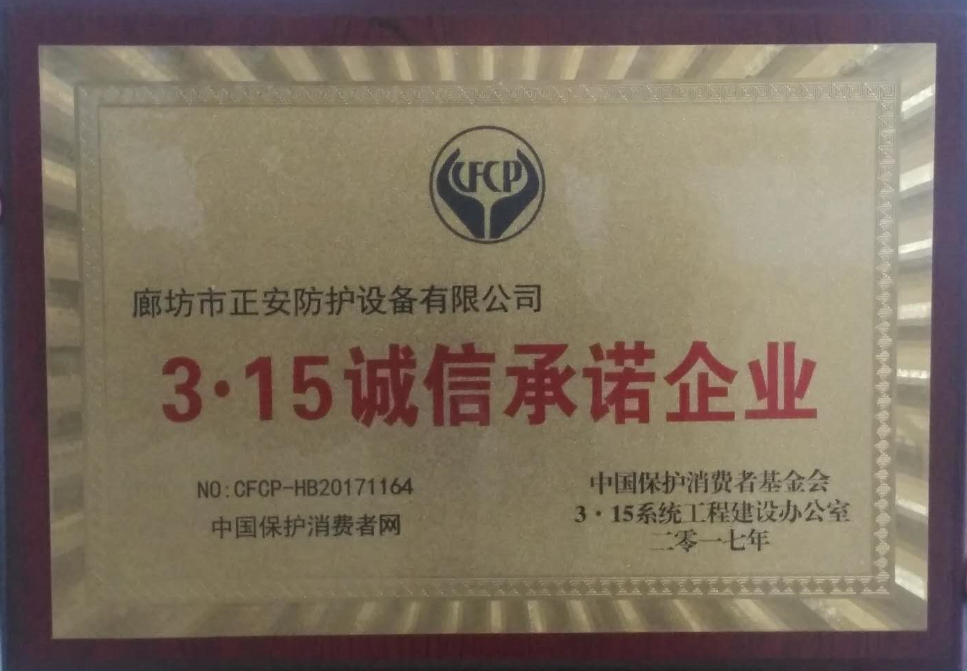 CFCP
廊坊市正安防护设备有限公司
3·15诚信承诺企业
NO:CFCP-HB20171164
中国保护消费者网
中国保护消费者基金会
3·15系统工程建设办公室
二零一七年